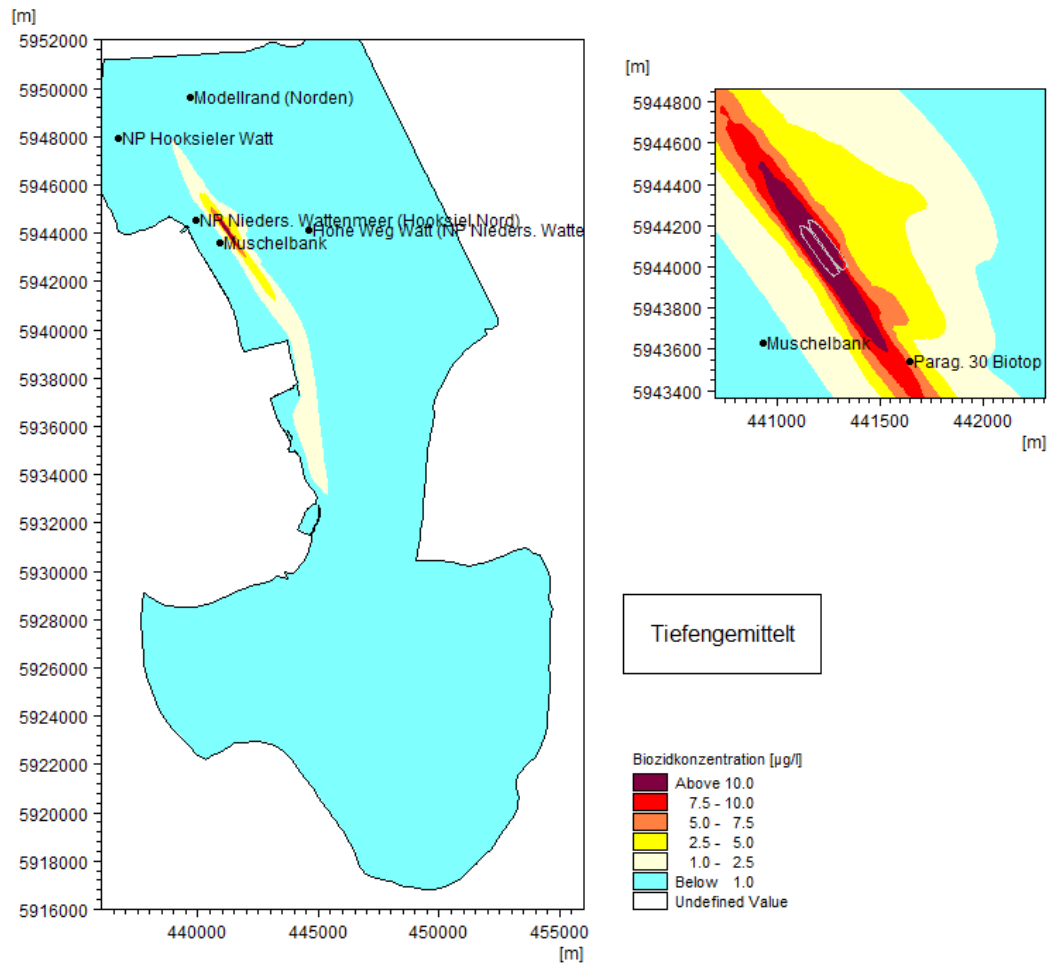 [m]
5952000
5950000
5948000
5946000
5944000
5942000
5940000
5938000
5936000
5934000
5932000
5930000
5928000
5926000
5924000
5922000
5920000
5918000
5916000
Modellrand (Norden)
NP Hooksieler Watt
NP Nieders. Wattenmeer (Hooksiel Nord)
Hohe Weg Watt (NP Nieders. Watte
Muschelbank
440000 445000 450000 455000
[m]
[m]
5944800
5944600
5944400
5944200
5944000
5943800
5943600
5943400
Muschelbank
Parag. 30 Biotop
441000 441500 442000
[m]
Tiefengemittelt
Biozidkonzentration [µg/l]
Above 10.0
7.5 - 10.0
5.0 - 7.5
2.5 - 5.0
1.0 - 2.5
Below 1.0
Undefined Value